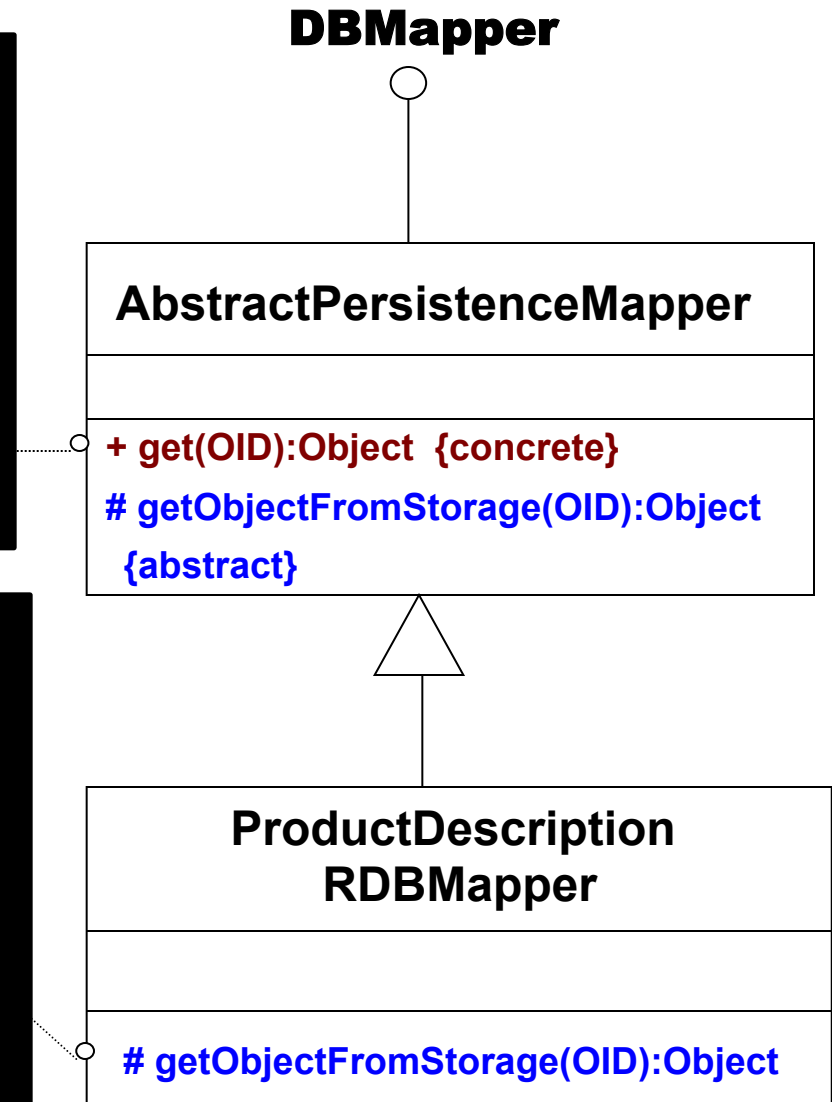 DBMapper
AbstractPersistenceMapper
+ get(OID):Object {concrete}
# getObjectFromStorage(OID):Object
{abstract}
ProductDescription
RDBMapper
# getObjectFromStorage(OID):Object